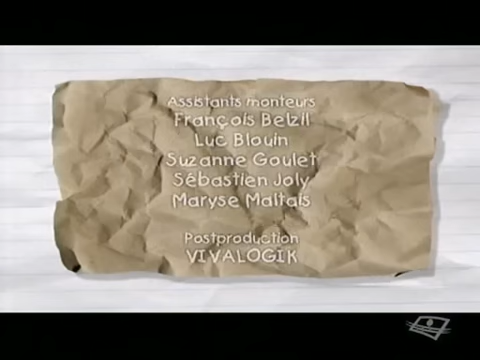 Assistants monteurs
François Belzil
Luc Blouin
Suzanne Goulet
Sébastien Joly
Maryse Maltais
Postproduction
VIVALOGIK